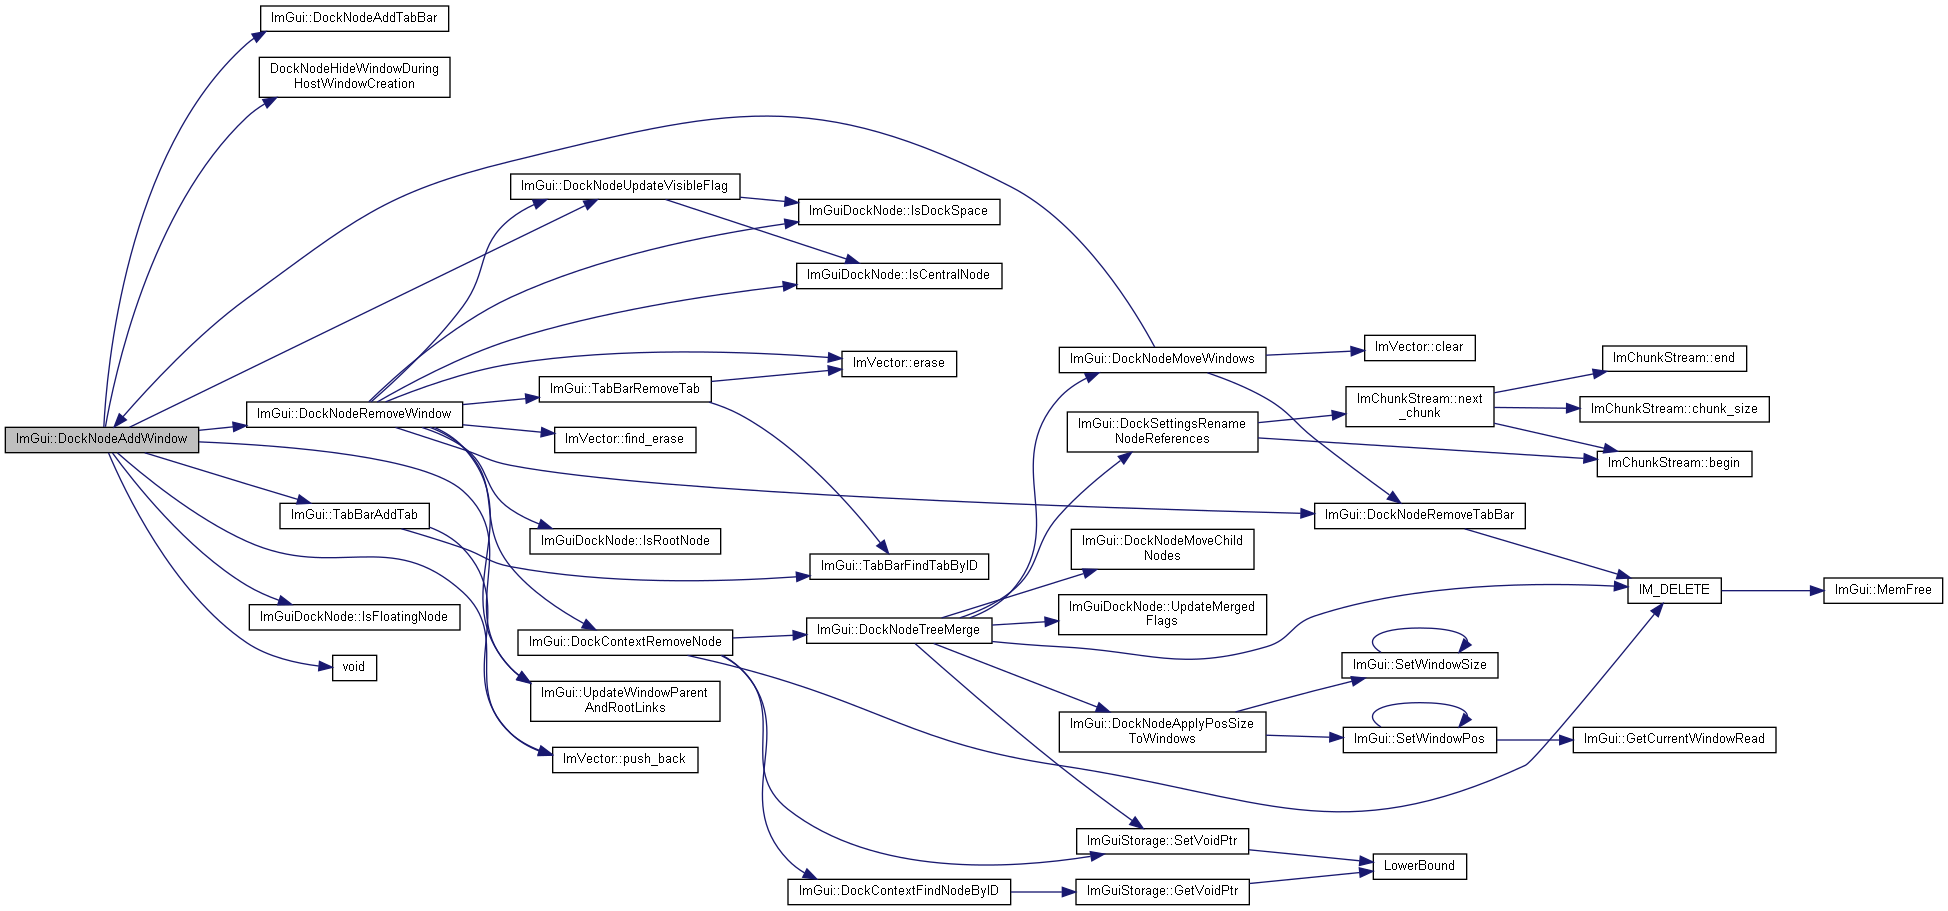 ImGui::DockNodeAddTabBar
DockNodeHideWindowDuring
HostWindowCreation
ImGui::DockNodeUpdateVisibleFlag
ImGuiDockNode::IsDockSpace
ImGuiDockNode::IsCentralNode
ImGui::DockNodeMoveWindows
ImVector::clear
ImChunkStream::end
ImVector::erase
ImGui::TabBarRemoveTab
ImGui::DockNodeRemoveWindow
ImGui::DockNodeAddWindow
ImVector::find_erase
ImGui::DockSettingsRename
NodeReferences
ImChunkStream::next
_chunk
ImChunkStream::chunk_size
ImChunkStream::begin
ImGui::TabBarAddTab
ImGuiDockNode::IsRootNode
ImGui::TabBarFindTabByID
ImGui::DockNodeRemoveTabBar
ImGui::DockNodeMoveChild
Nodes
IM_DELETE
ImGui::MemFree
ImGuiDockNode::IsFloatingNode
ImGui::DockContextRemoveNode
ImGui::DockNodeTreeMerge
ImGuiDockNode::UpdateMerged
Flags
void
ImGui::UpdateWindowParent
AndRootLinks
ImGui::SetWindowSize
ImGui::DockNodeApplyPosSize
ToWindows
ImGui::SetWindowPos
ImGui::GetCurrentWindowRead
ImVector::push_back
ImGuiStorage::SetVoidPtr
LowerBound
ImGui::DockContextFindNodeByID
ImGuiStorage::GetVoidPtr